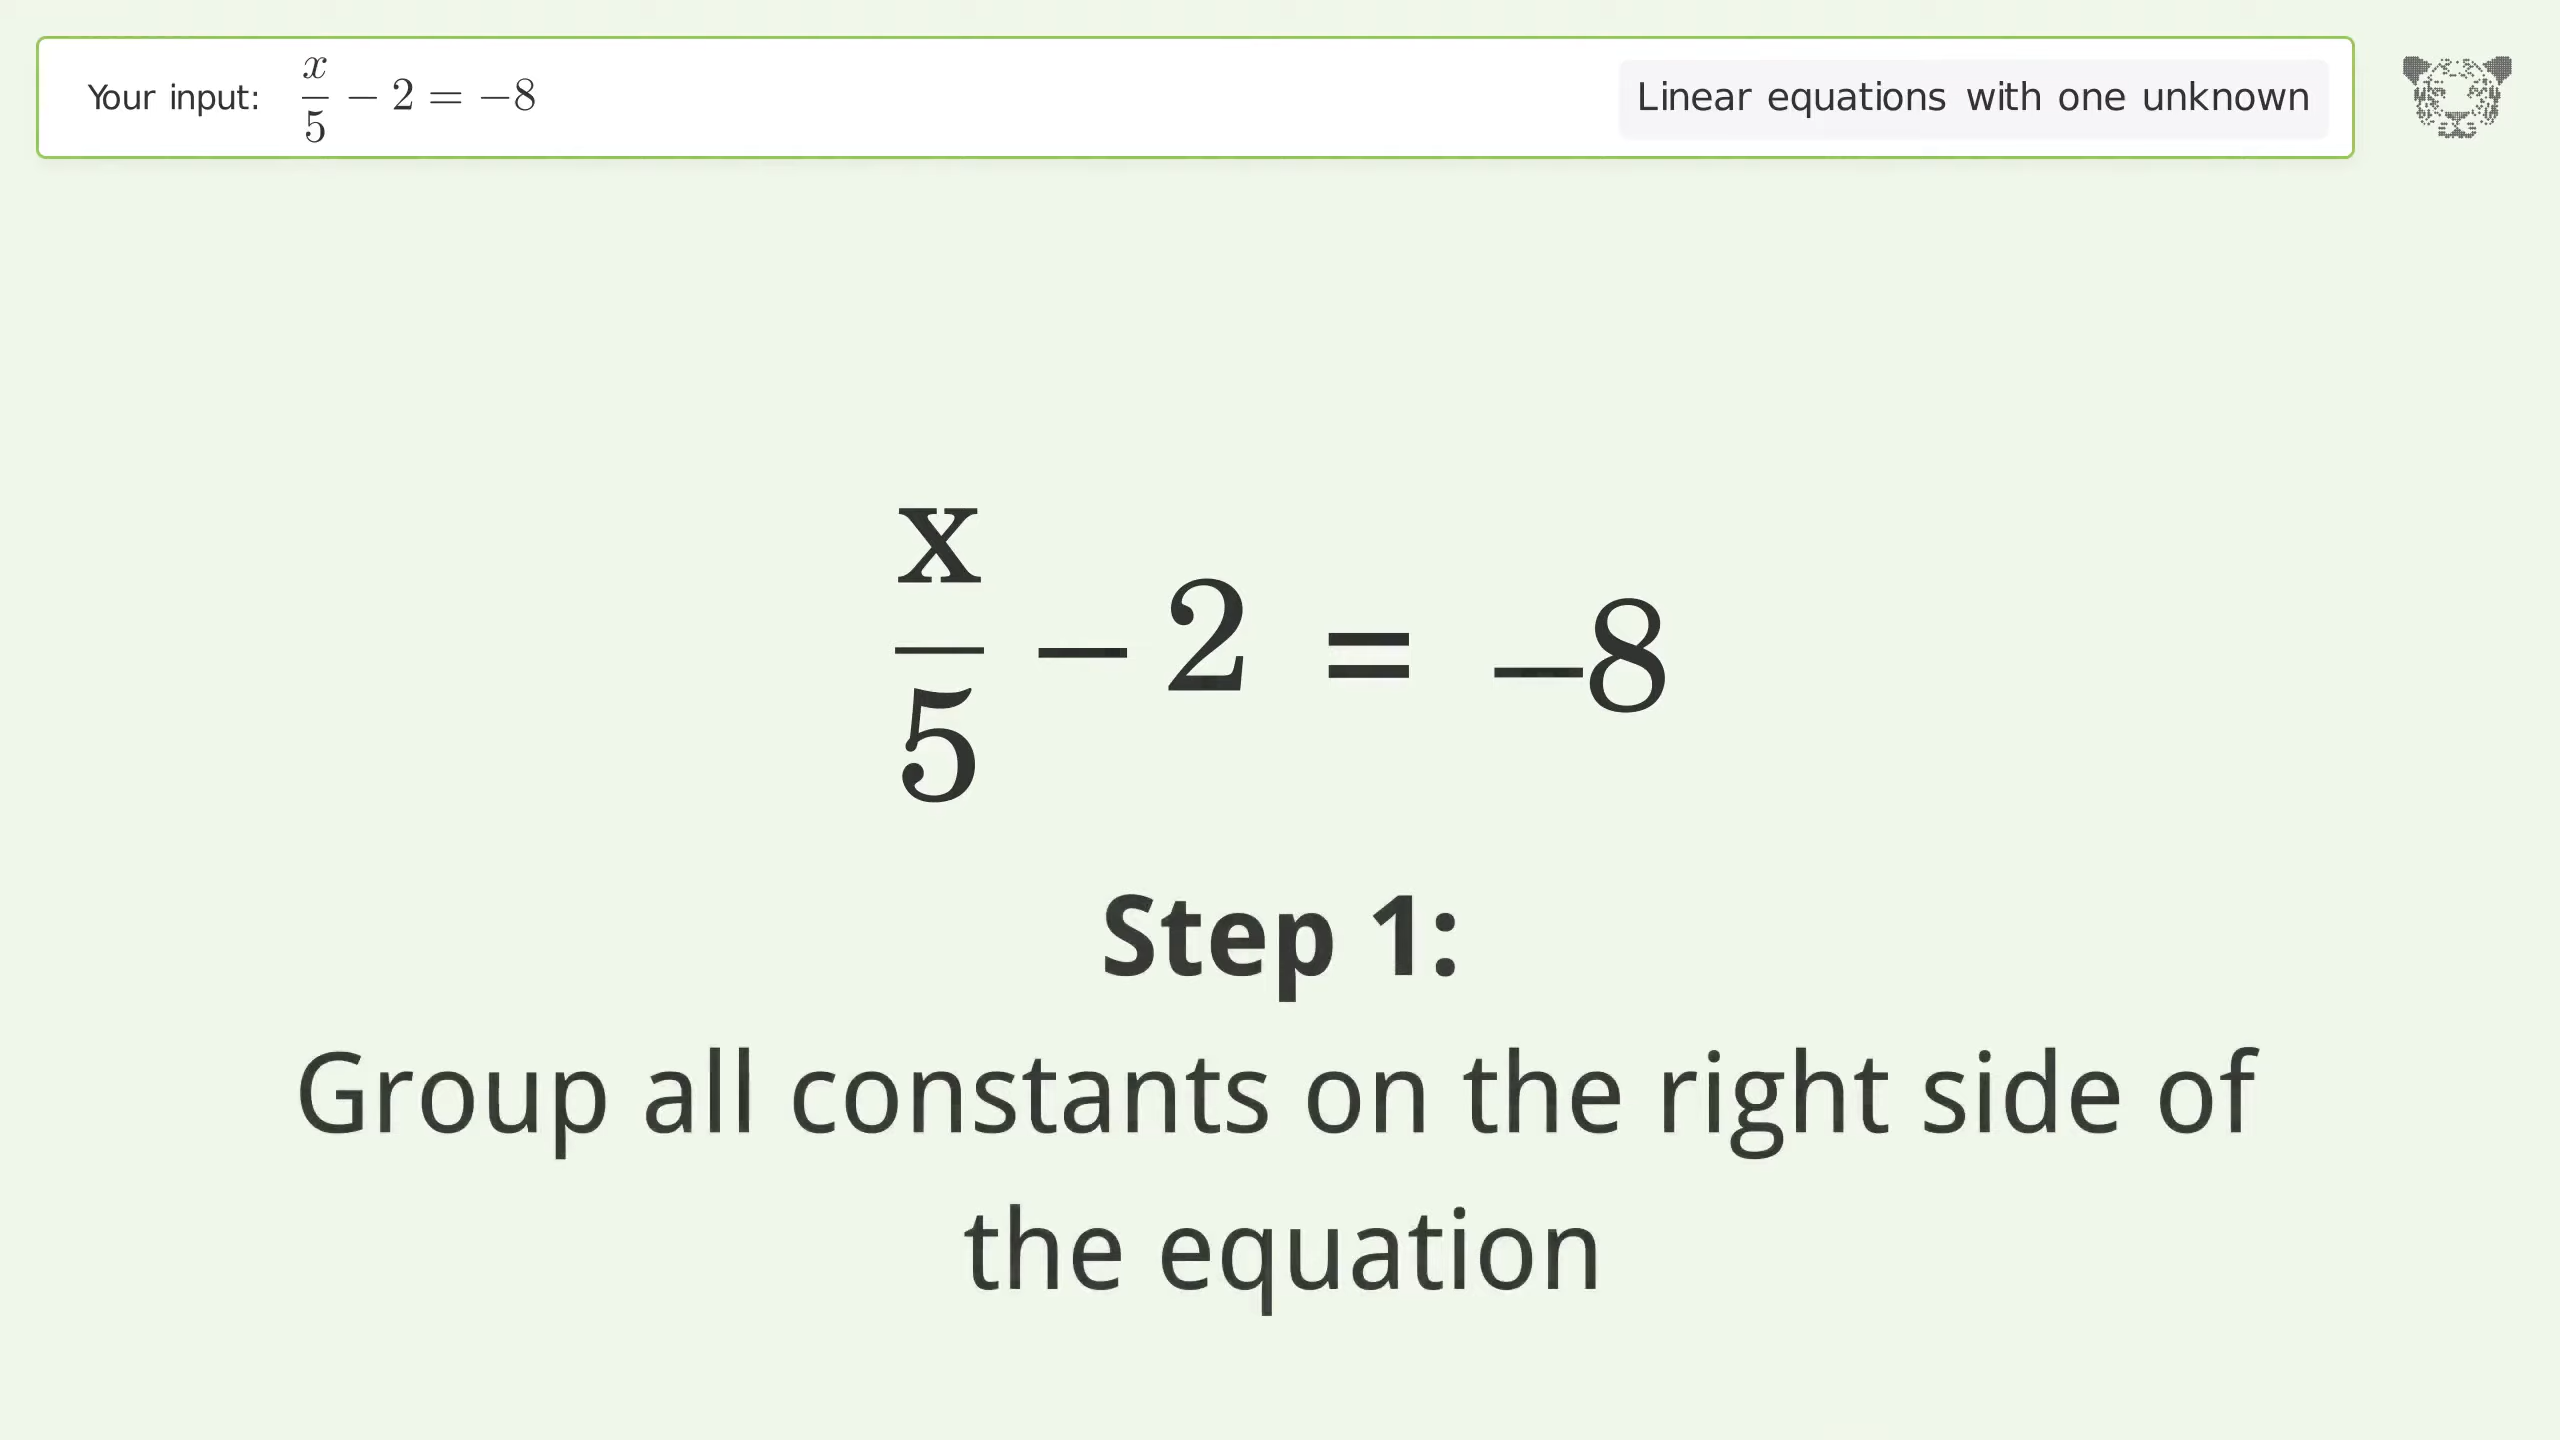 Your input: x/5 − 2 = −8
Linear equations with one unknown
x/5 − 2 = −8
Step 1:
Group all constants on the right side of
the equation